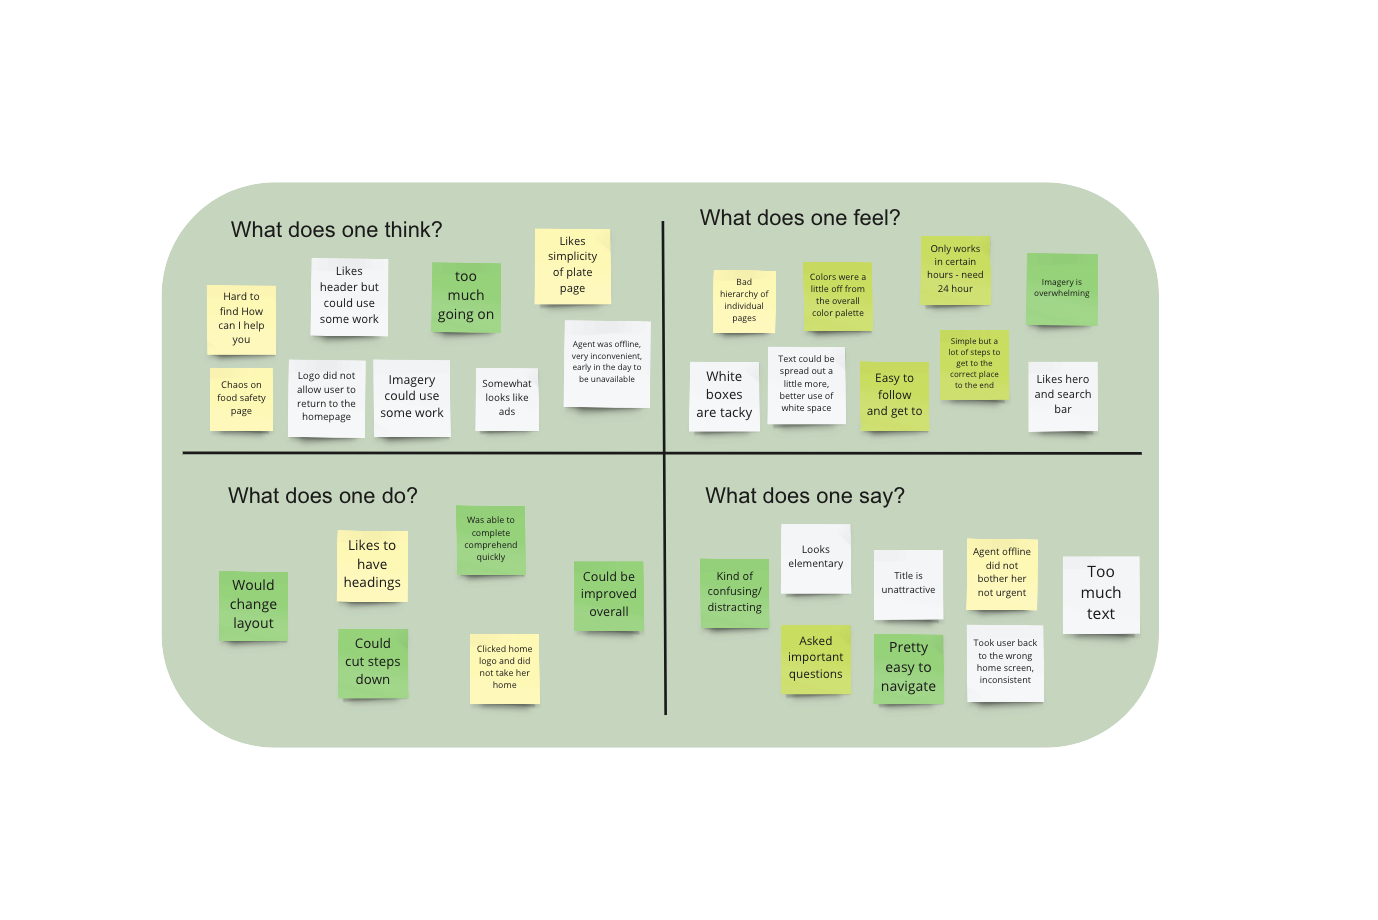 What does one think?
Likes
simplicity
of plate
page
Likes
header but
could use
some work
too
much
going on
Hard to
find How
can I help
you
Agent was offline,
very inconvenient,
early in the day to
be unavailable
Chaos on
food safety
page
Logo did not
allow user to
return to the
homepage
Imagery
could use
some work
Somewhat
looks like
ads
What does one feel?
Only works
in certain
hours - need
24 hour
Bad
hierarchy of
individual
pages
Colors were a
little off from
the overall
color palette
Imagery is
overwhelming
White
boxes
are tacky
Text could be
spread out a
little more,
better use of
white space
Easy to
follow
and get to
Simple but a
lot of steps to
get to the
correct place
to the end
Likes hero
and search
bar
What does one do?
Was able to
complete
comprehend
quickly
Likes to
have
headings
Would
change
layout
Could be
improved
overall
Could
cut steps
down
Clicked home
logo and did
not take her
home
What does one say?
Looks
elementary
Kind of
confusing/
distracting
Title is
unattractive
Agent offline
did not
bother her
not urgent
Too
much
text
Asked
important
questions
Pretty
easy to
navigate
Took user back
to the wrong
home screen,
inconsistent